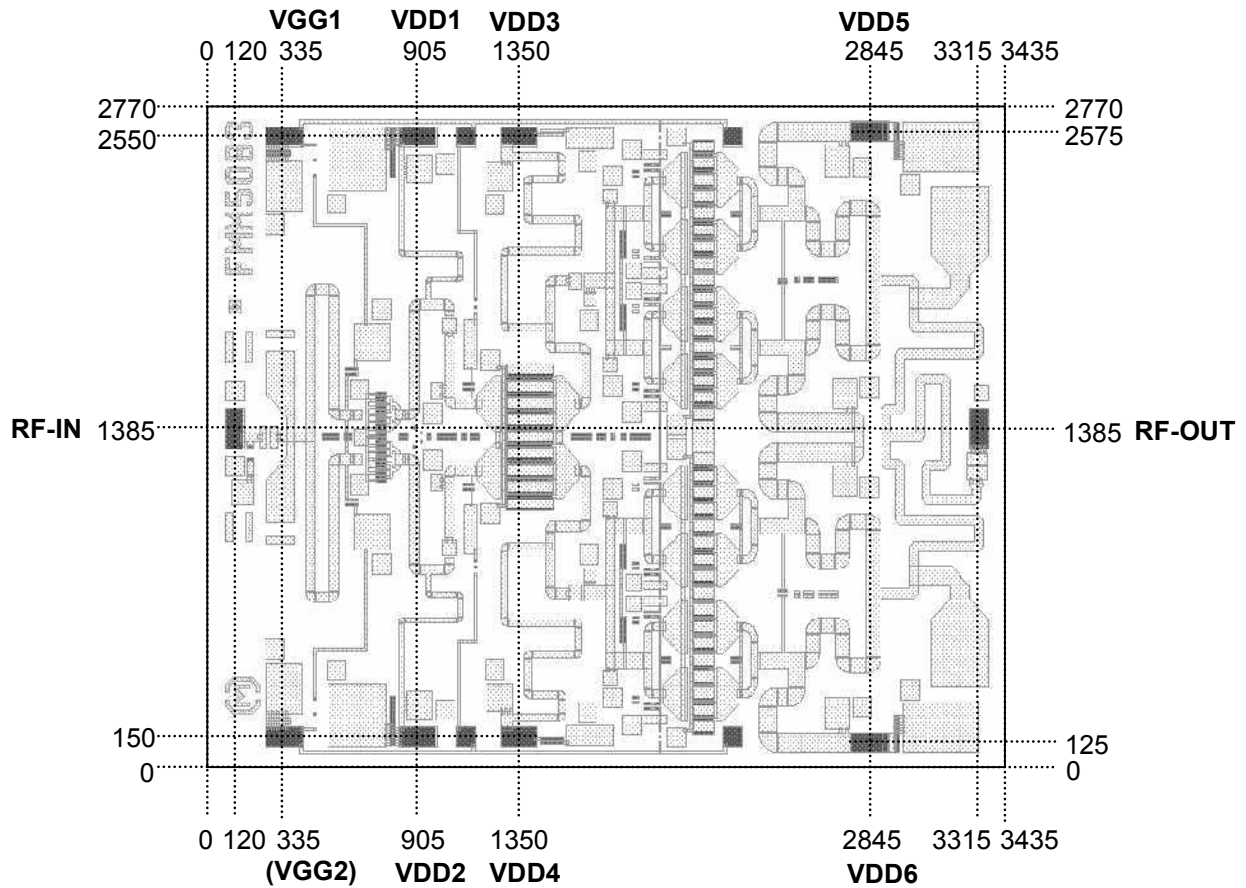 VGG1 VDD1 VDD3 VDD5
0 120 335 905 1350 2845 3315 3435
2770 2770
2550 2575
FMX5083
RF-IN 1385 1385 RF-OUT
M
150 125
0 0
0 120 335 905 1350 2845 3315 3435
(VGG2) VDD2 VDD4 VDD6